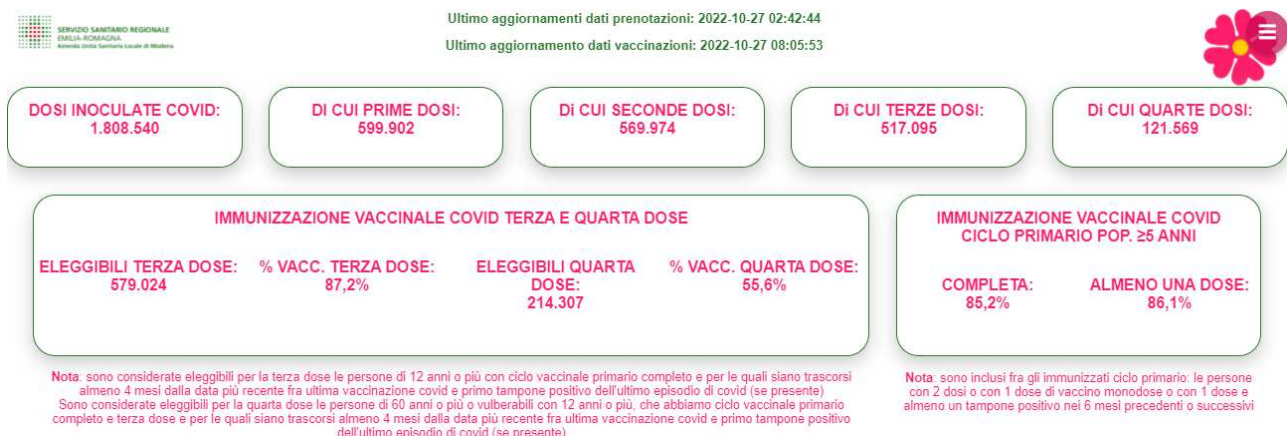 SERVIZIO SANITARIO REGIONALE
EMILIA-ROMAGNA
Azienda Unità Sanitaria Locale di Modena
Ultimo aggiornamenti dati prenotazioni: 2022-10-27 02:42:44
Ultimo aggiornamento dati vaccinazioni: 2022-10-27 08:05:53
DOSI INOCULATE COVID:
1.808.540
DI CUI PRIME DOSI:
599.902
Di CUI SECONDE DOSI:
569.974
Di CUI TERZE DOSI:
517.095
Di CUI QUARTE DOSI:
121.569
IMMUNIZZAZIONE VACCINALE COVID TERZA E QUARTA DOSE
ELEGGIBILI TERZA DOSE:
579.024
% VACC. TERZA DOSE:
87,2%
ELEGGIBILI QUARTA
DOSE:
214.307
% VACC. QUARTA DOSE:
55,6%
IMMUNIZZAZIONE VACCINALE COVID
CICLO PRIMARIO POP. ≥5 ANNI
COMPLETA:
85,2%
ALMENO UNA DOSE:
86,1%
Nota: sono considerate eleggibili per la terza dose le persone di 12 anni o più con ciclo vaccinale primario completo e per le quali siano trascorsi
almeno 4 mesi dalla data più recente fra ultima vaccinazione covid e primo tampone positivo dell'ultimo episodio di covid (se presente)
Sono considerate eleggibili per la quarta dose le persone di 60 anni o più o vulberabili con 12 anni o più, che abbiamo ciclo vaccinale primario
completo e terza dose e per le quali siano trascorsi almeno 4 mesi dalla data più recente fra ultima vaccinazione covid e primo tampone positivo
dell'ultimo episodio di covid (se presente)
Nota: sono inclusi fra gli immunizzati ciclo primario: le persone
con 2 dosi o con 1 dose di vaccino monodose o con 1 dose e
almeno un tampone positivo nei 6 mesi precedenti o successivi